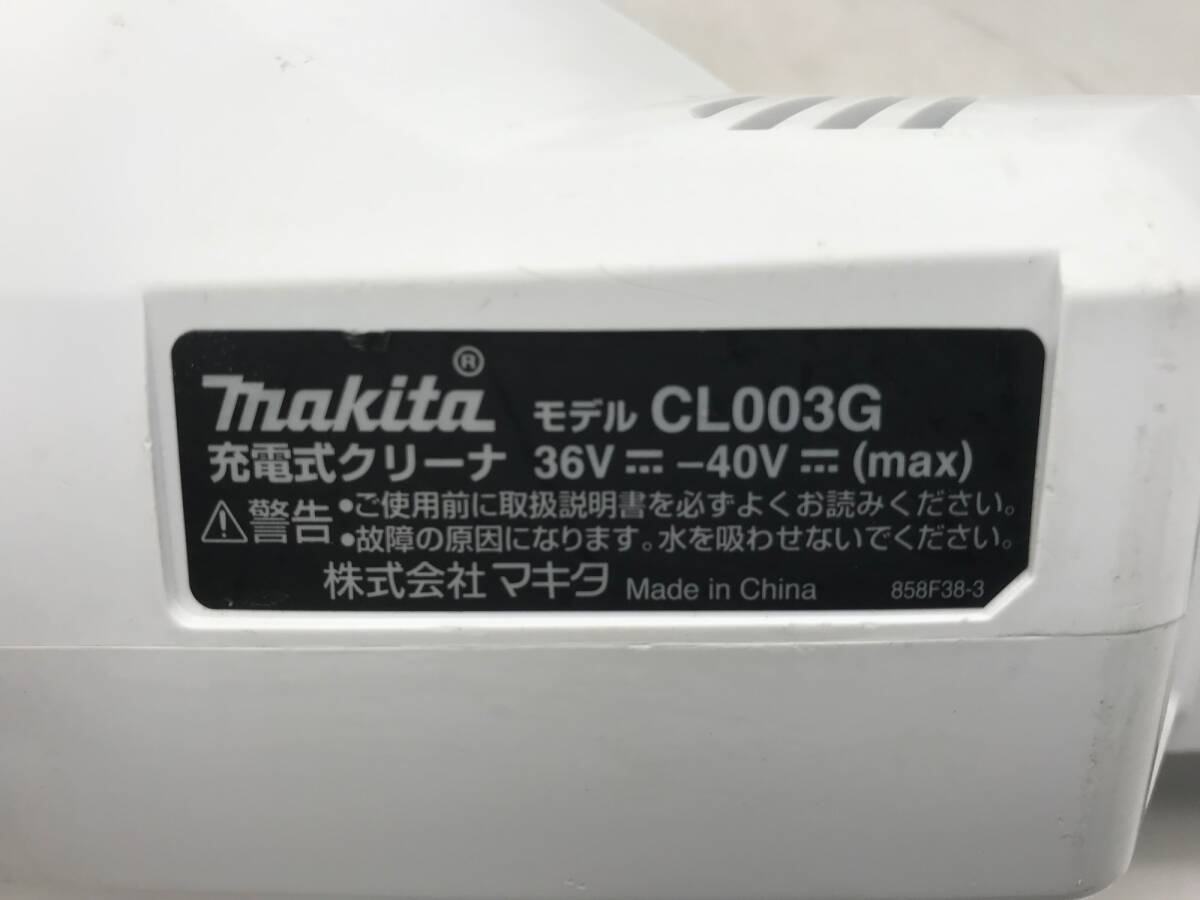 makita® モデル CL003G
充電式クリーナ 36V ⎓ –40V ⎓ (max)
⚠警告 •ご使用前に取扱説明書を必ずよくお読みください。
•故障の原因になります。水を吸わせないでください。
株式会社マキタ Made in China 858F38-3